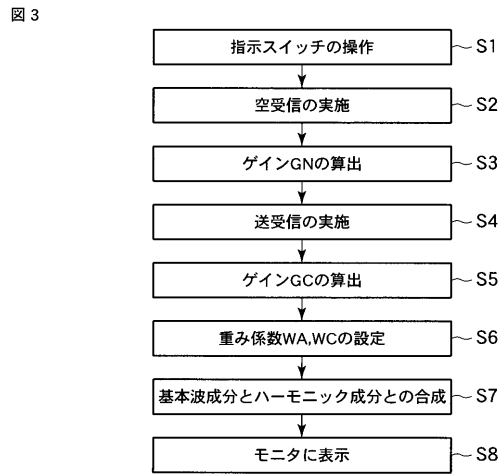 図3
指示スイッチの操作 S1
空受信の実施 S2
ゲインGNの算出 S3
送受信の実施 S4
ゲインGCの算出 S5
重み係数WA,WCの設定 S6
基本波成分とハーモニック成分との合成 S7
モニタに表示 S8